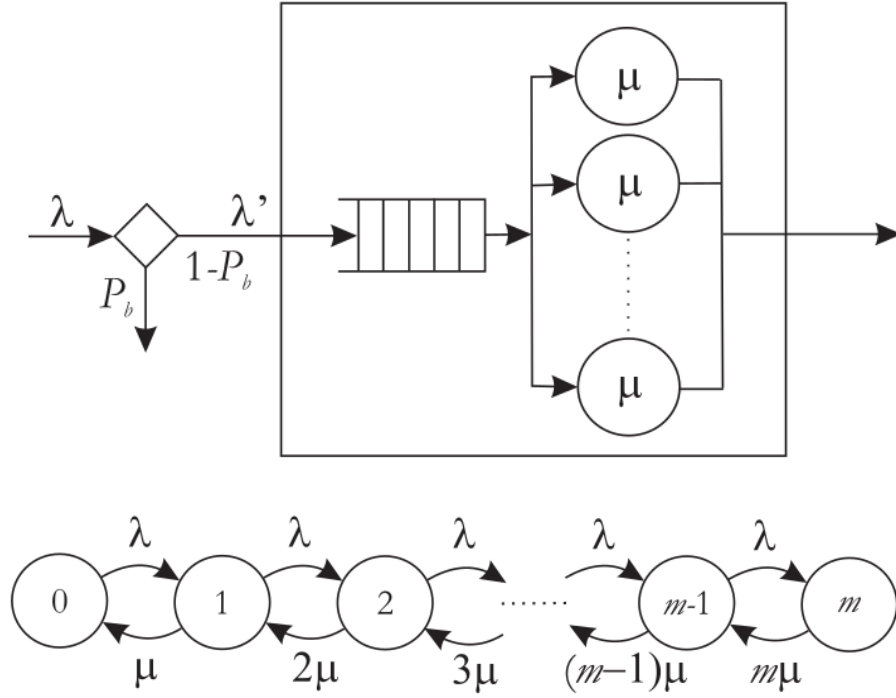 μ
λ
λ'
μ
P_b
1-P_b
μ
λ λ λ λ λ
0 1 2 ........ m-1 m
μ 2μ 3μ (m−1)μ mμ